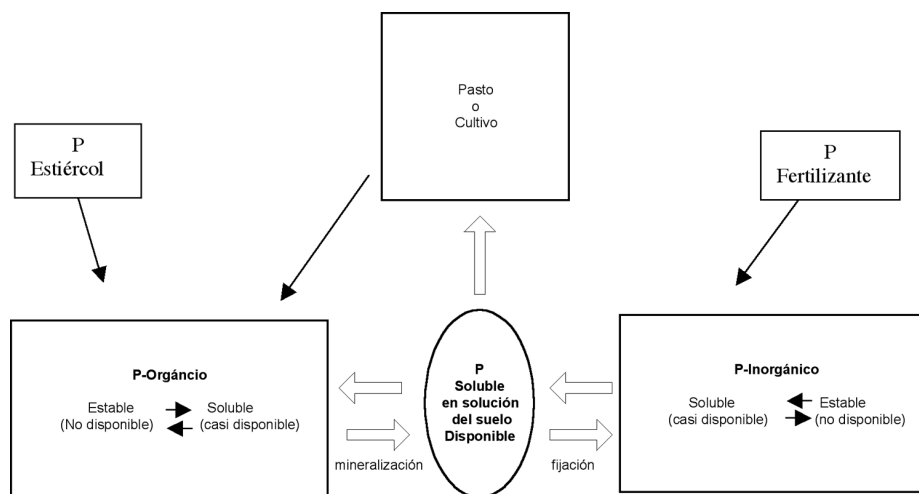 Pasto
o
Cultivo
P
Estiércol
P
Fertilizante
P-Orgáncio
Estable
Soluble
(No disponible)
(casi disponible)
P
Soluble
en solución
del suelo
Disponible
P-Inorgánico
Soluble
Estable
(casi disponible)
(no disponible)
mineralización
fijación